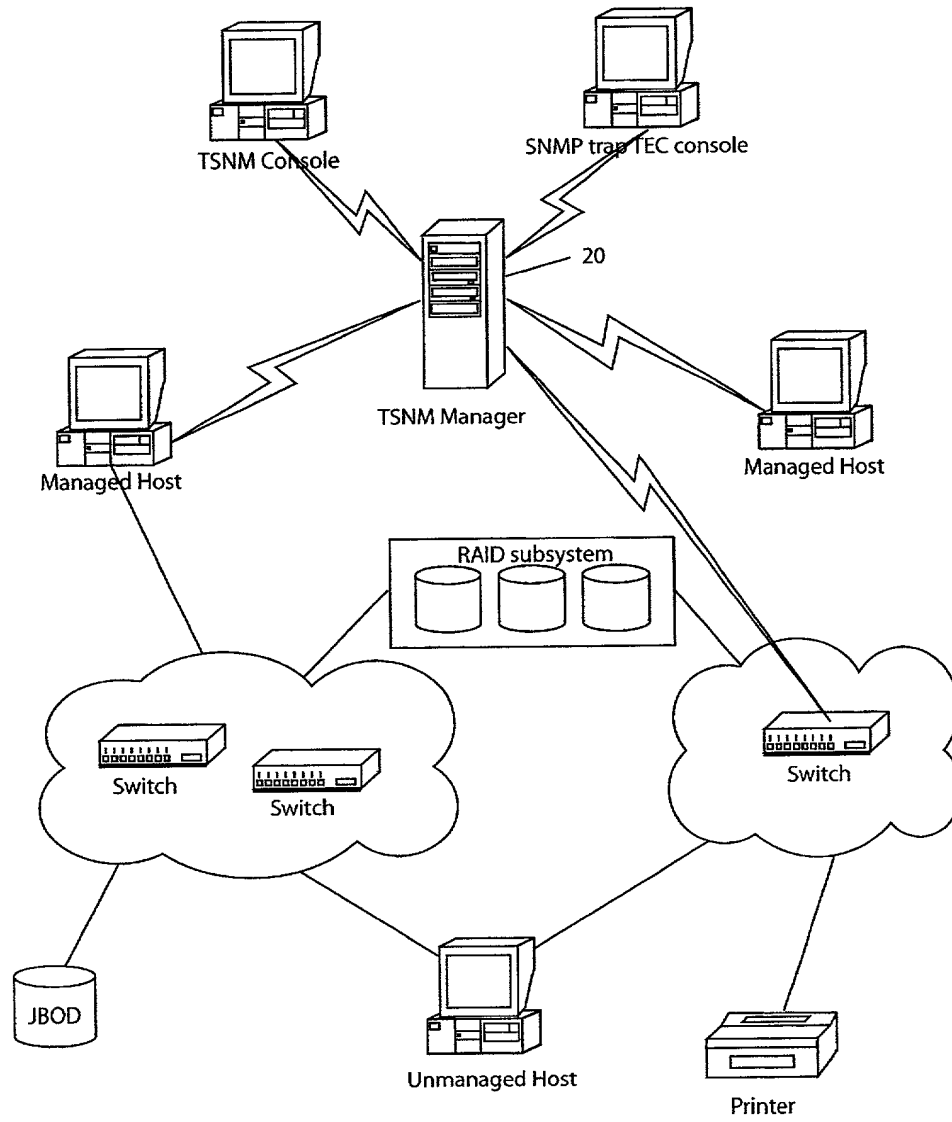 TSNM Console
SNMP trap TEC console
20
TSNM Manager
Managed Host
Managed Host
RAID subsystem
Switch
Switch
Switch
JBOD
Unmanaged Host
Printer